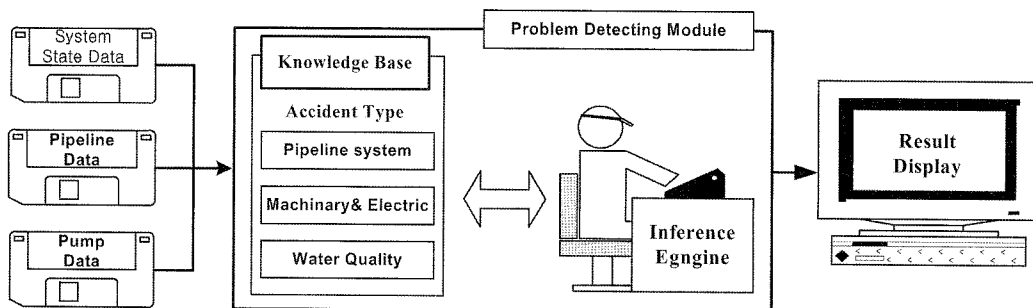 System
State Data
Pipeline
Data
Pump
Data
Problem Detecting Module
Knowledge Base
Accident Type
Pipeline system
Machinary& Electric
Water Quality
Inference
Egngine
Result
Display